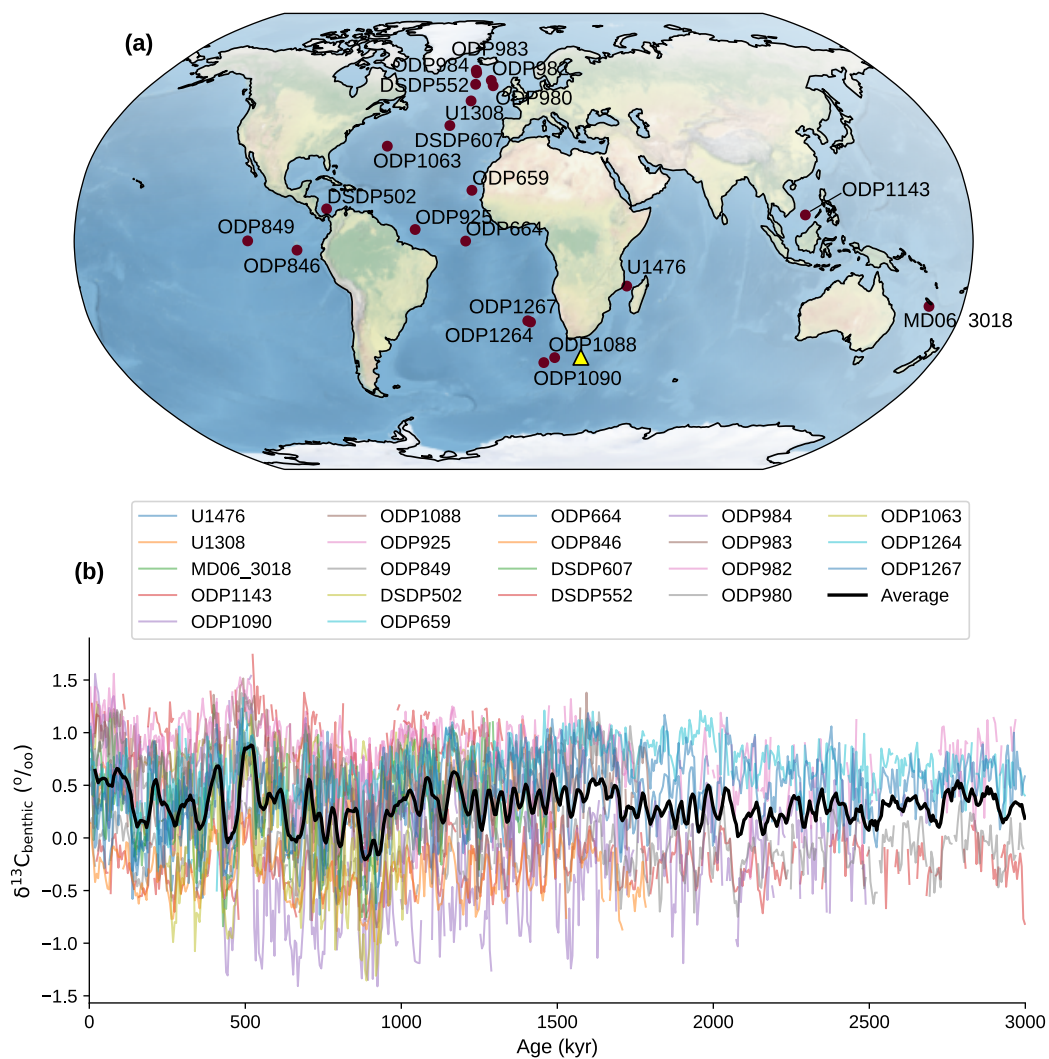 (a)
ODP983
ODP984
ODP982
DSDP552
ODP980
U1308
DSDP607
ODP1063
ODP659
DSDP502
ODP1143
ODP849
ODP925
ODP664
ODP846
U1476
ODP1267
MD06_3018
ODP1264
ODP1088
ODP1090
(b)
U1476 ODP1088 ODP664 ODP984 ODP1063
U1308 ODP925 ODP846 ODP983 ODP1264
MD06_3018 ODP849 DSDP607 ODP982 ODP1267
ODP1143 DSDP502 DSDP552 ODP980 Average
ODP1090 ODP659
δ¹³C_benthic (⁰/₀₀)
1.5
1.0
0.5
0.0
−0.5
−1.0
−1.5
0 500 1000 1500 2000 2500 3000
Age (kyr)